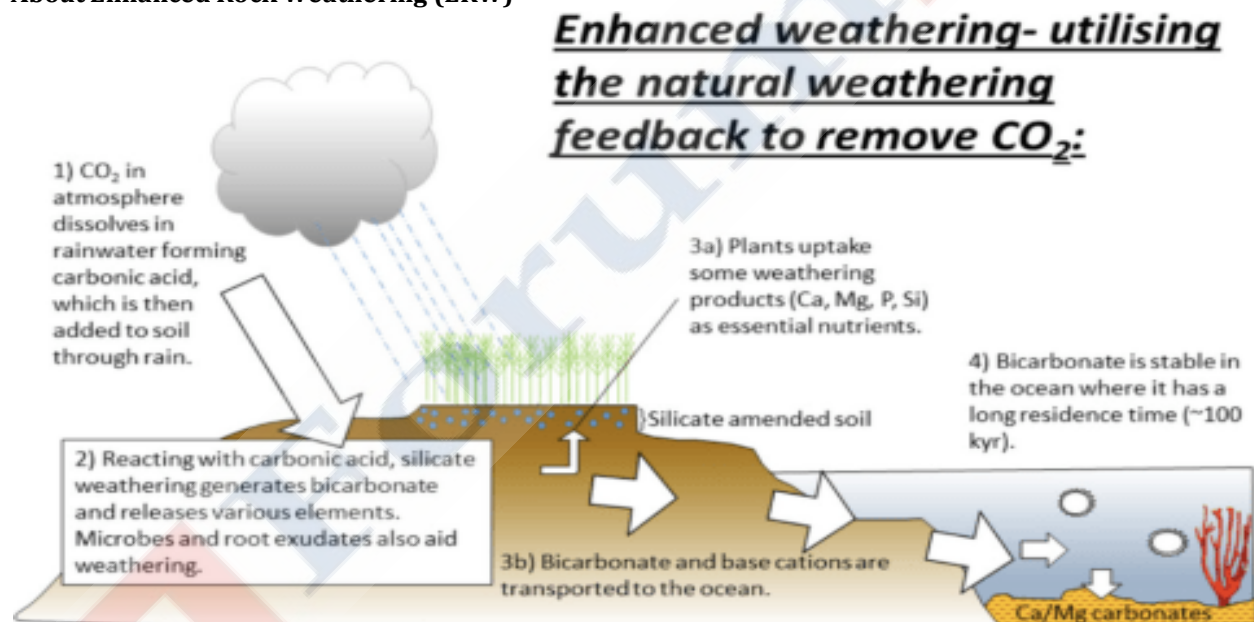 About Enhanced Rock Weathering (ERW)
Enhanced weathering- utilising
the natural weathering
feedback to remove CO₂:
1) CO₂ in
atmosphere
dissolves in
rainwater forming
carbonic acid,
which is then
added to soil
through rain.
3a) Plants uptake
some weathering
products (Ca, Mg, P, Si)
as essential nutrients.
4) Bicarbonate is stable in
the ocean where it has a
long residence time (~100
kyr).
}Silicate amended soil
2) Reacting with carbonic acid, silicate
weathering generates bicarbonate
and releases various elements.
Microbes and root exudates also aid
weathering.
3b) Bicarbonate and base cations are
transported to the ocean.
Ca/Mg carbonates
Forum